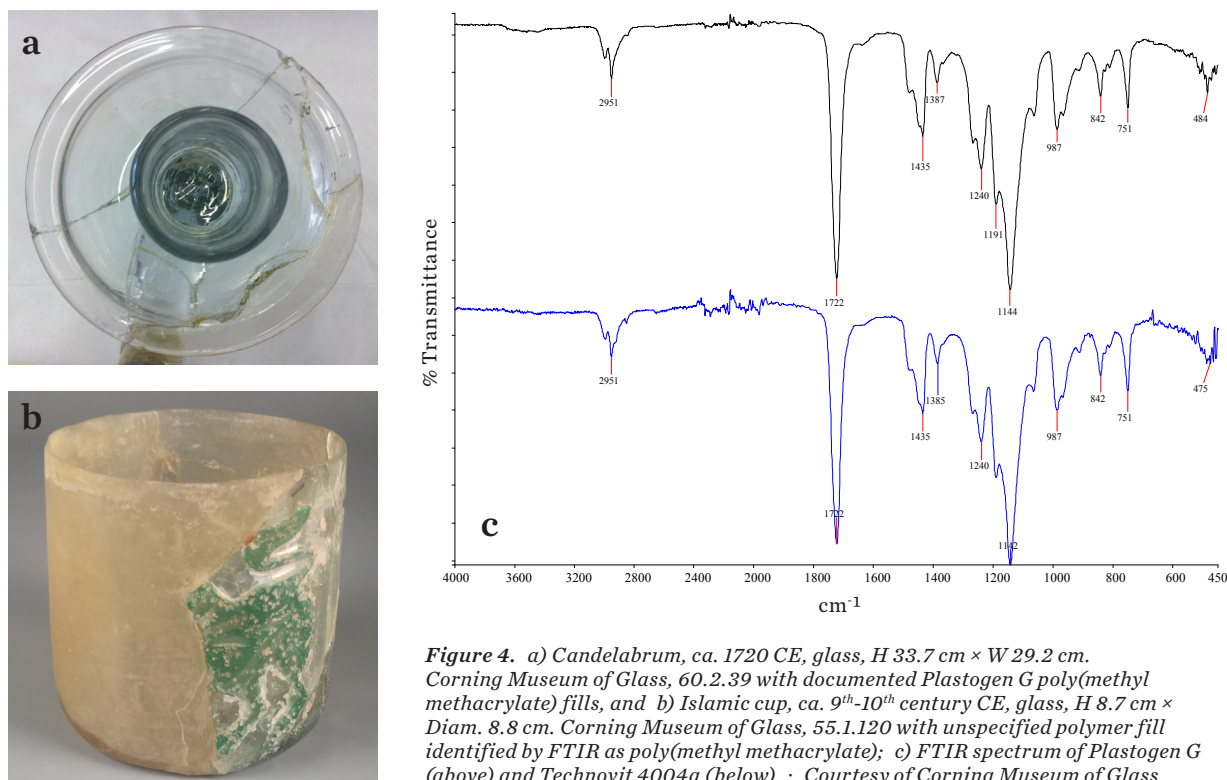 a
b
c
% Transmittance
2951
1722
1435
1387
1240
1191
1144
987
842
751
484
2951
1722
1435
1385
1240
1142
987
842
751
475
4000 3600 3200 2800 2400 2000 1800 1600 1400 1200 1000 800 600 450
cm⁻¹
Figure 4. a) Candelabrum, ca. 1720 CE, glass, H 33.7 cm × W 29.2 cm.
Corning Museum of Glass, 60.2.39 with documented Plastogen G poly(methyl
methacrylate) fills, and b) Islamic cup, ca. 9th-10th century CE, glass, H 8.7 cm ×
Diam. 8.8 cm. Corning Museum of Glass, 55.1.120 with unspecified polymer fill
identified by FTIR as poly(methyl methacrylate); c) FTIR spectrum of Plastogen G
(above) and Technovit 4004a (below). · Courtesy of Corning Museum of Glass